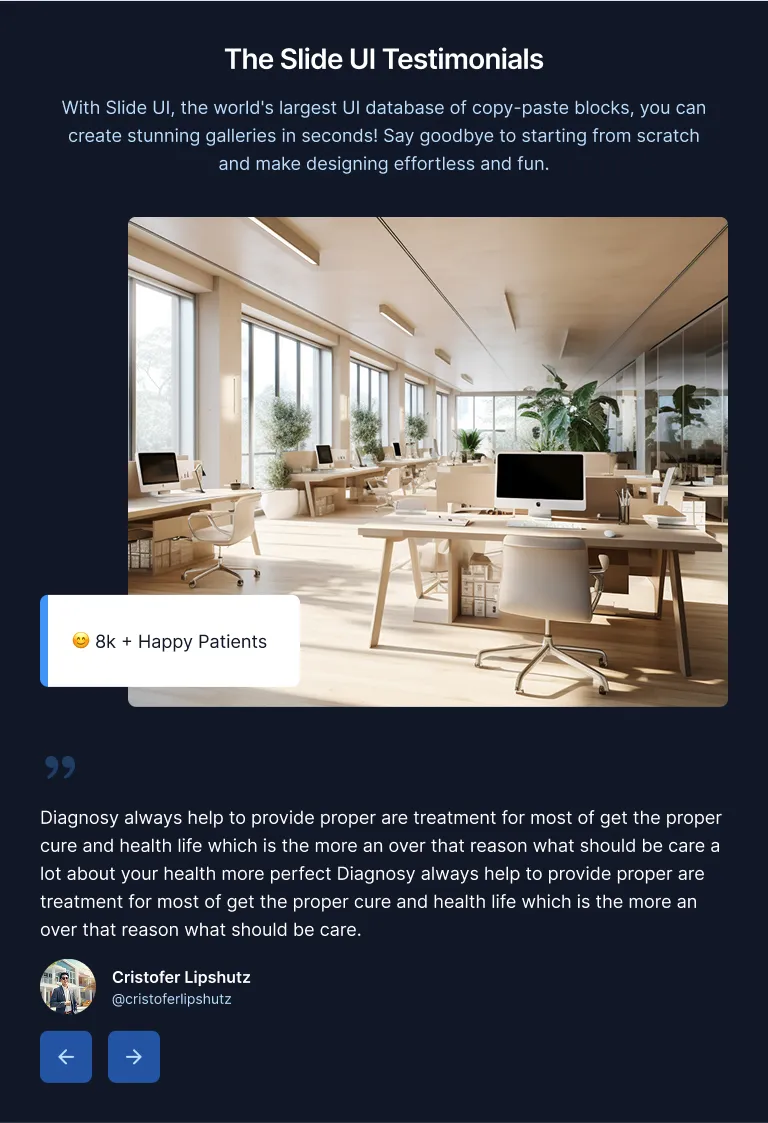 The Slide UI Testimonials
With Slide UI, the world's largest UI database of copy-paste blocks, you can
create stunning galleries in seconds! Say goodbye to starting from scratch
and make designing effortless and fun.
😊 8k + Happy Patients
”
Diagnosy always help to provide proper are treatment for most of get the proper
cure and health life which is the more an over that reason what should be care a
lot about your health more perfect Diagnosy always help to provide proper are
treatment for most of get the proper cure and health life which is the more an
over that reason what should be care.
Cristofer Lipshutz
@cristoferlipshutz